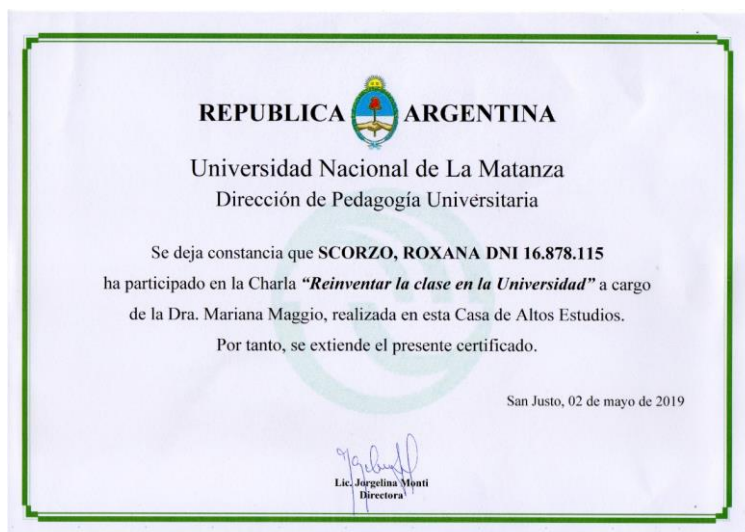 REPUBLICA ARGENTINA
Universidad Nacional de La Matanza
Dirección de Pedagogía Universitaria
Se deja constancia que SCORZO, ROXANA DNI 16.878.115
ha participado en la Charla “Reinventar la clase en la Universidad” a cargo
de la Dra. Mariana Maggio, realizada en esta Casa de Altos Estudios.
Por tanto, se extiende el presente certificado.
San Justo, 02 de mayo de 2019
Lic. Jorgelina Monti
Directora